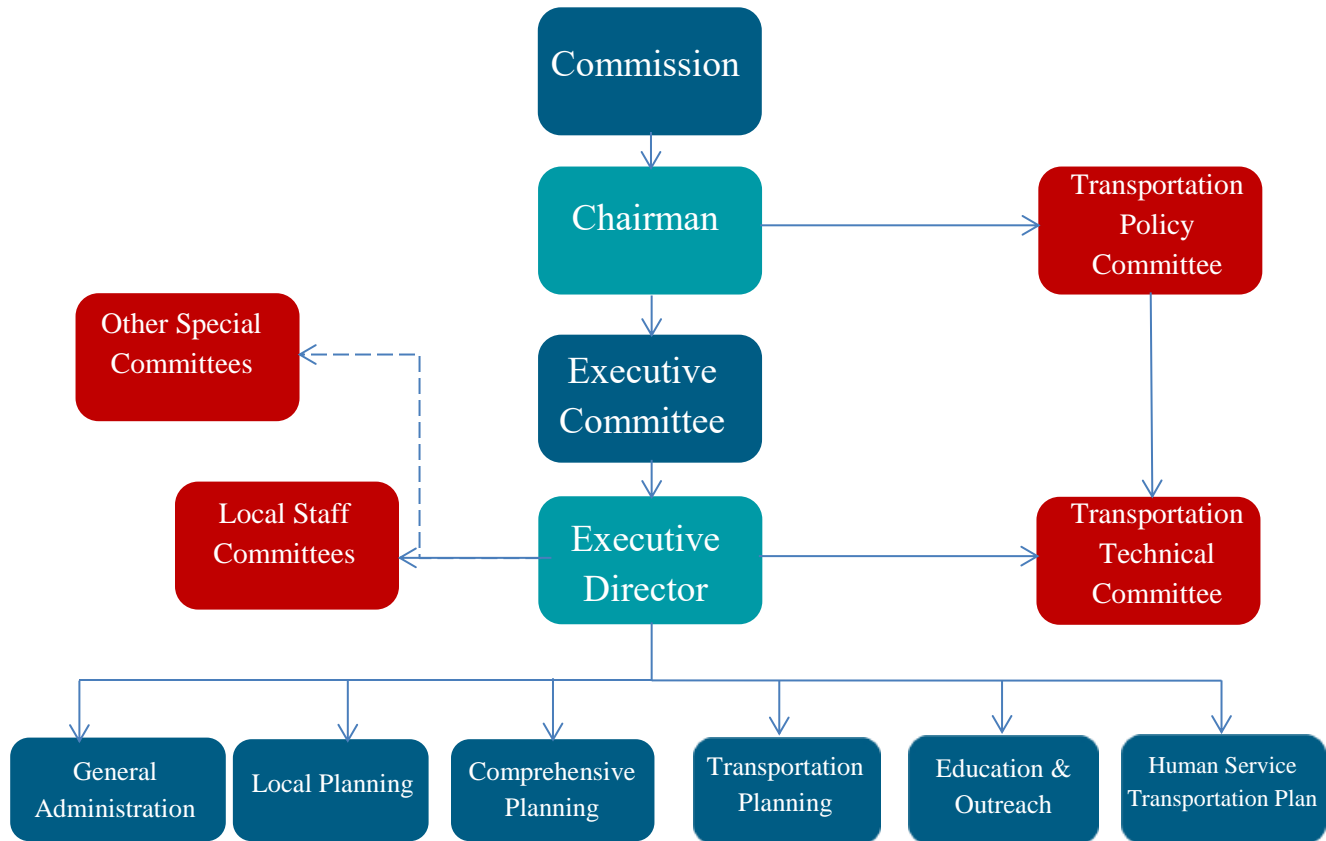 Commission
Chairman
Transportation
Policy
Committee
Other Special
Committees
Executive
Committee
Local Staff
Committees
Executive
Director
Transportation
Technical
Committee
General
Administration
Local Planning
Comprehensive
Planning
Transportation
Planning
Education &
Outreach
Human Service
Transportation Plan